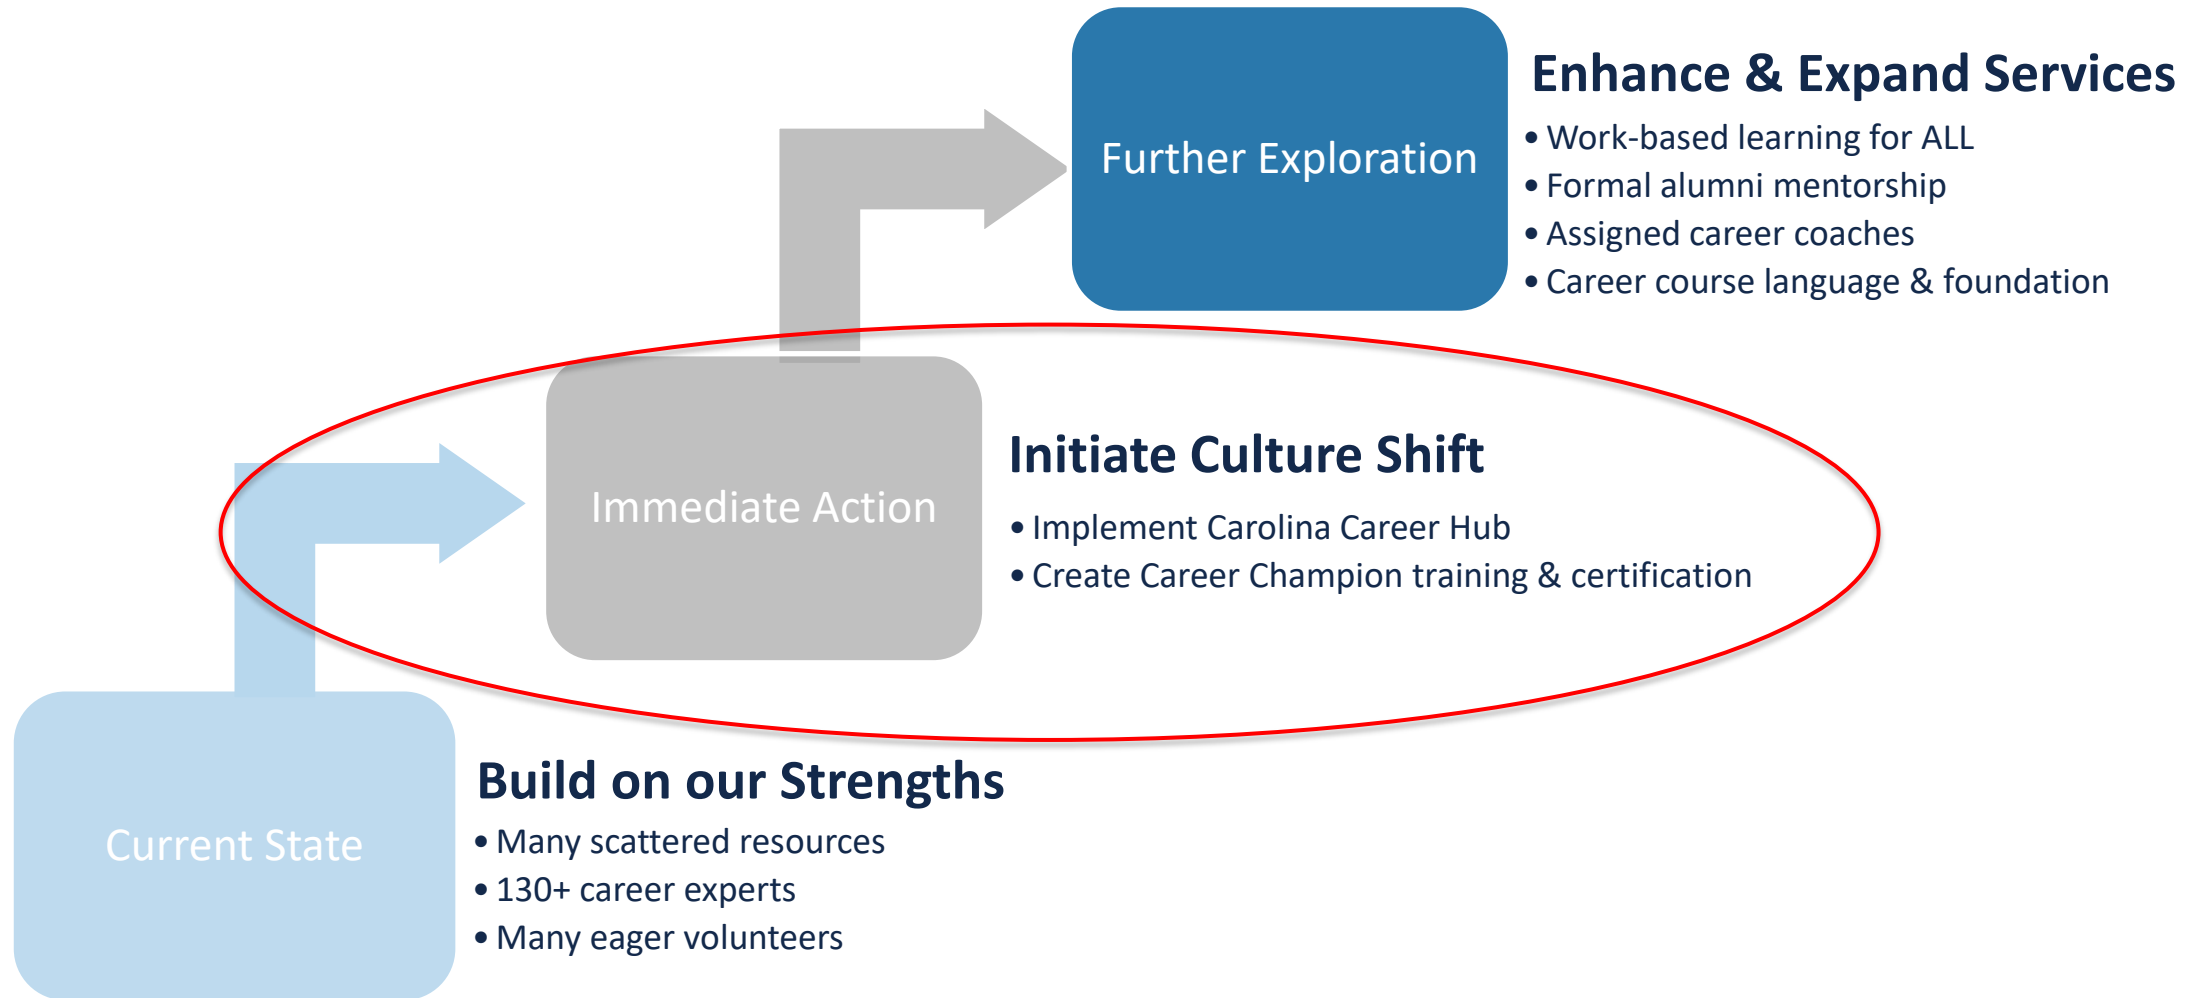 Further Exploration
Enhance & Expand Services
• Work-based learning for ALL
• Formal alumni mentorship
• Assigned career coaches
• Career course language & foundation
Immediate Action
Initiate Culture Shift
• Implement Carolina Career Hub
• Create Career Champion training & certification
Current State
Build on our Strengths
• Many scattered resources
• 130+ career experts
• Many eager volunteers